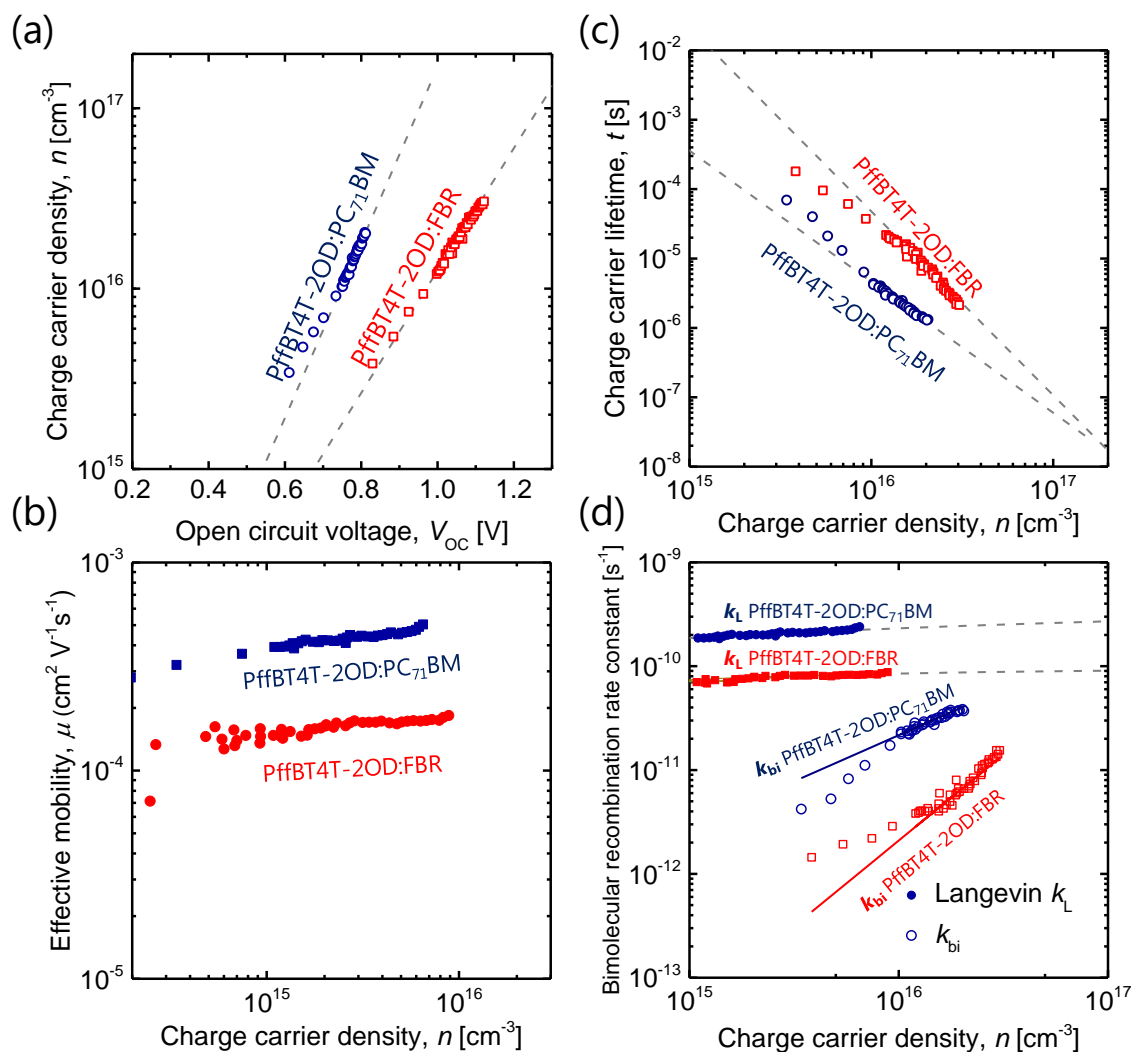 (a)
Charge carrier density, n [cm⁻³]
10¹⁷
10¹⁶
10¹⁵
PffBT4T-2OD:PC₇₁BM
PffBT4T-2OD:FBR
0.2 0.4 0.6 0.8 1.0 1.2
Open circuit voltage, V_OC [V]
(c)
Charge carrier lifetime, t [s]
10⁻²
10⁻³
10⁻⁴
10⁻⁵
10⁻⁶
10⁻⁷
10⁻⁸
PffBT4T-2OD:FBR
PffBT4T-2OD:PC₇₁BM
10¹⁵ 10¹⁶ 10¹⁷
Charge carrier density, n [cm⁻³]
(b)
Effective mobility, μ (cm² V⁻¹s⁻¹)
10⁻³
10⁻⁴
10⁻⁵
PffBT4T-2OD:PC₇₁BM
PffBT4T-2OD:FBR
10¹⁵ 10¹⁶
Charge carrier density, n [cm⁻³]
(d)
Bimolecular recombination rate constant [s⁻¹]
10⁻⁹
10⁻¹⁰
10⁻¹¹
10⁻¹²
10⁻¹³
k_L PffBT4T-2OD:PC₇₁BM
k_L PffBT4T-2OD:FBR
k_bi PffBT4T-2OD:PC₇₁BM
k_bi PffBT4T-2OD:FBR
Langevin k_L
k_bi
10¹⁵ 10¹⁶ 10¹⁷
Charge carrier density, n [cm⁻³]